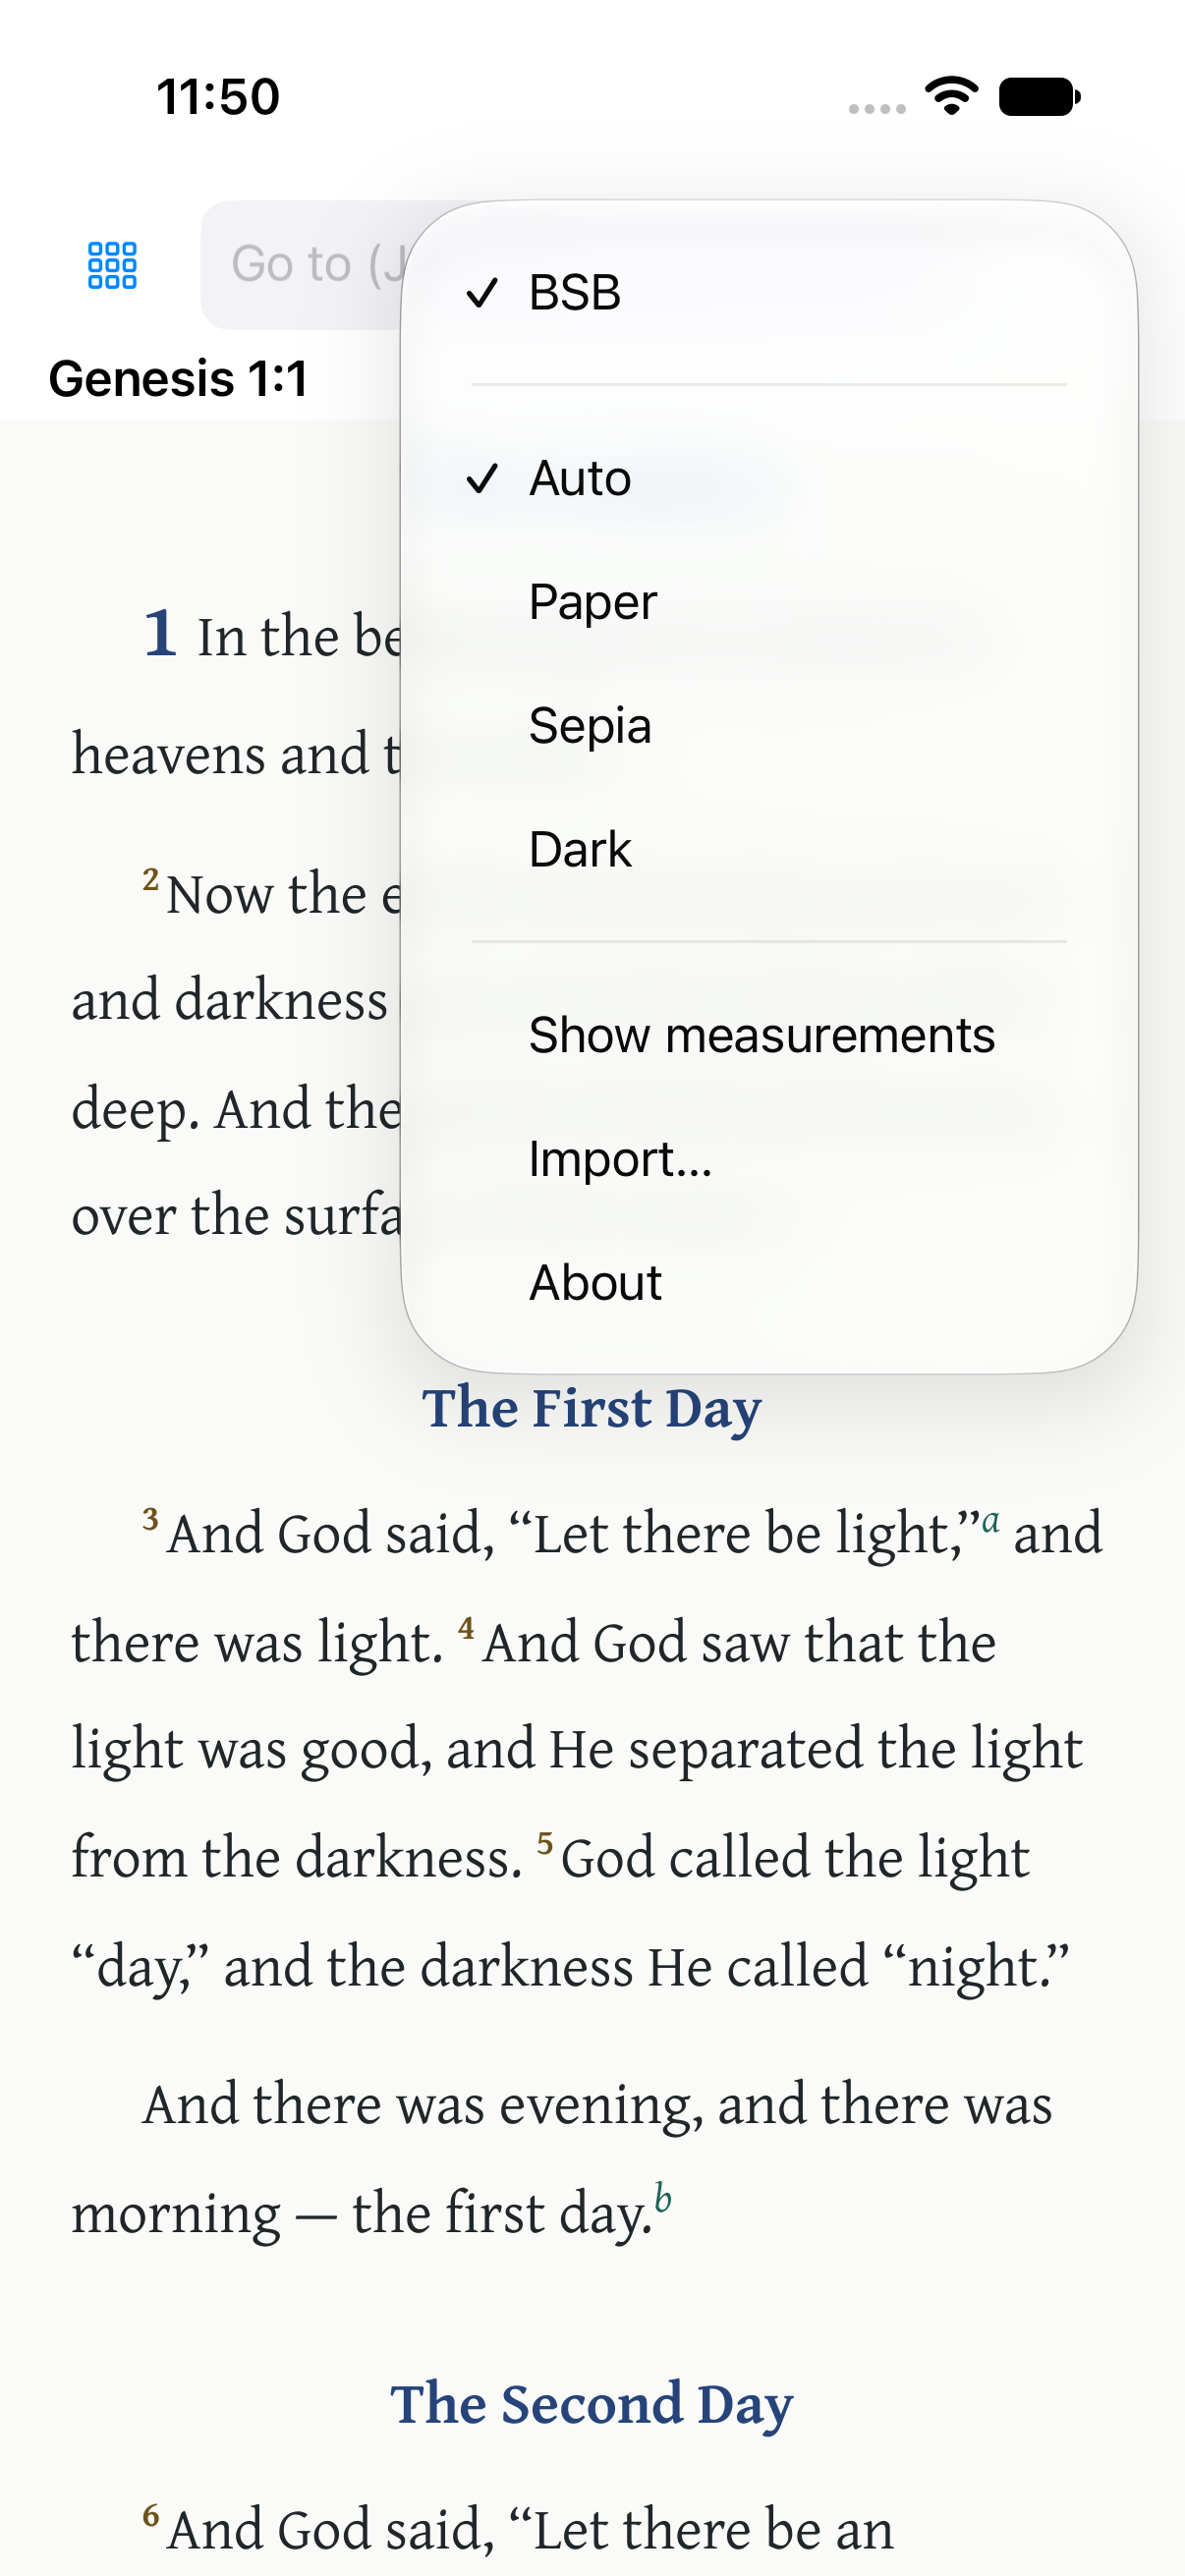 11:50
Go to (J
BSB
Genesis 1:1
Auto
Paper
Sepia
Dark
Show measurements
Import...
About
1 In the be
heavens and t
2 Now the e
and darkness
deep. And the
over the surfa
The First Day
3 And God said, “Let there be light,”a and
there was light. 4 And God saw that the
light was good, and He separated the light
from the darkness. 5 God called the light
“day,” and the darkness He called “night.”
And there was evening, and there was
morning — the first day.b
The Second Day
6 And God said, “Let there be an